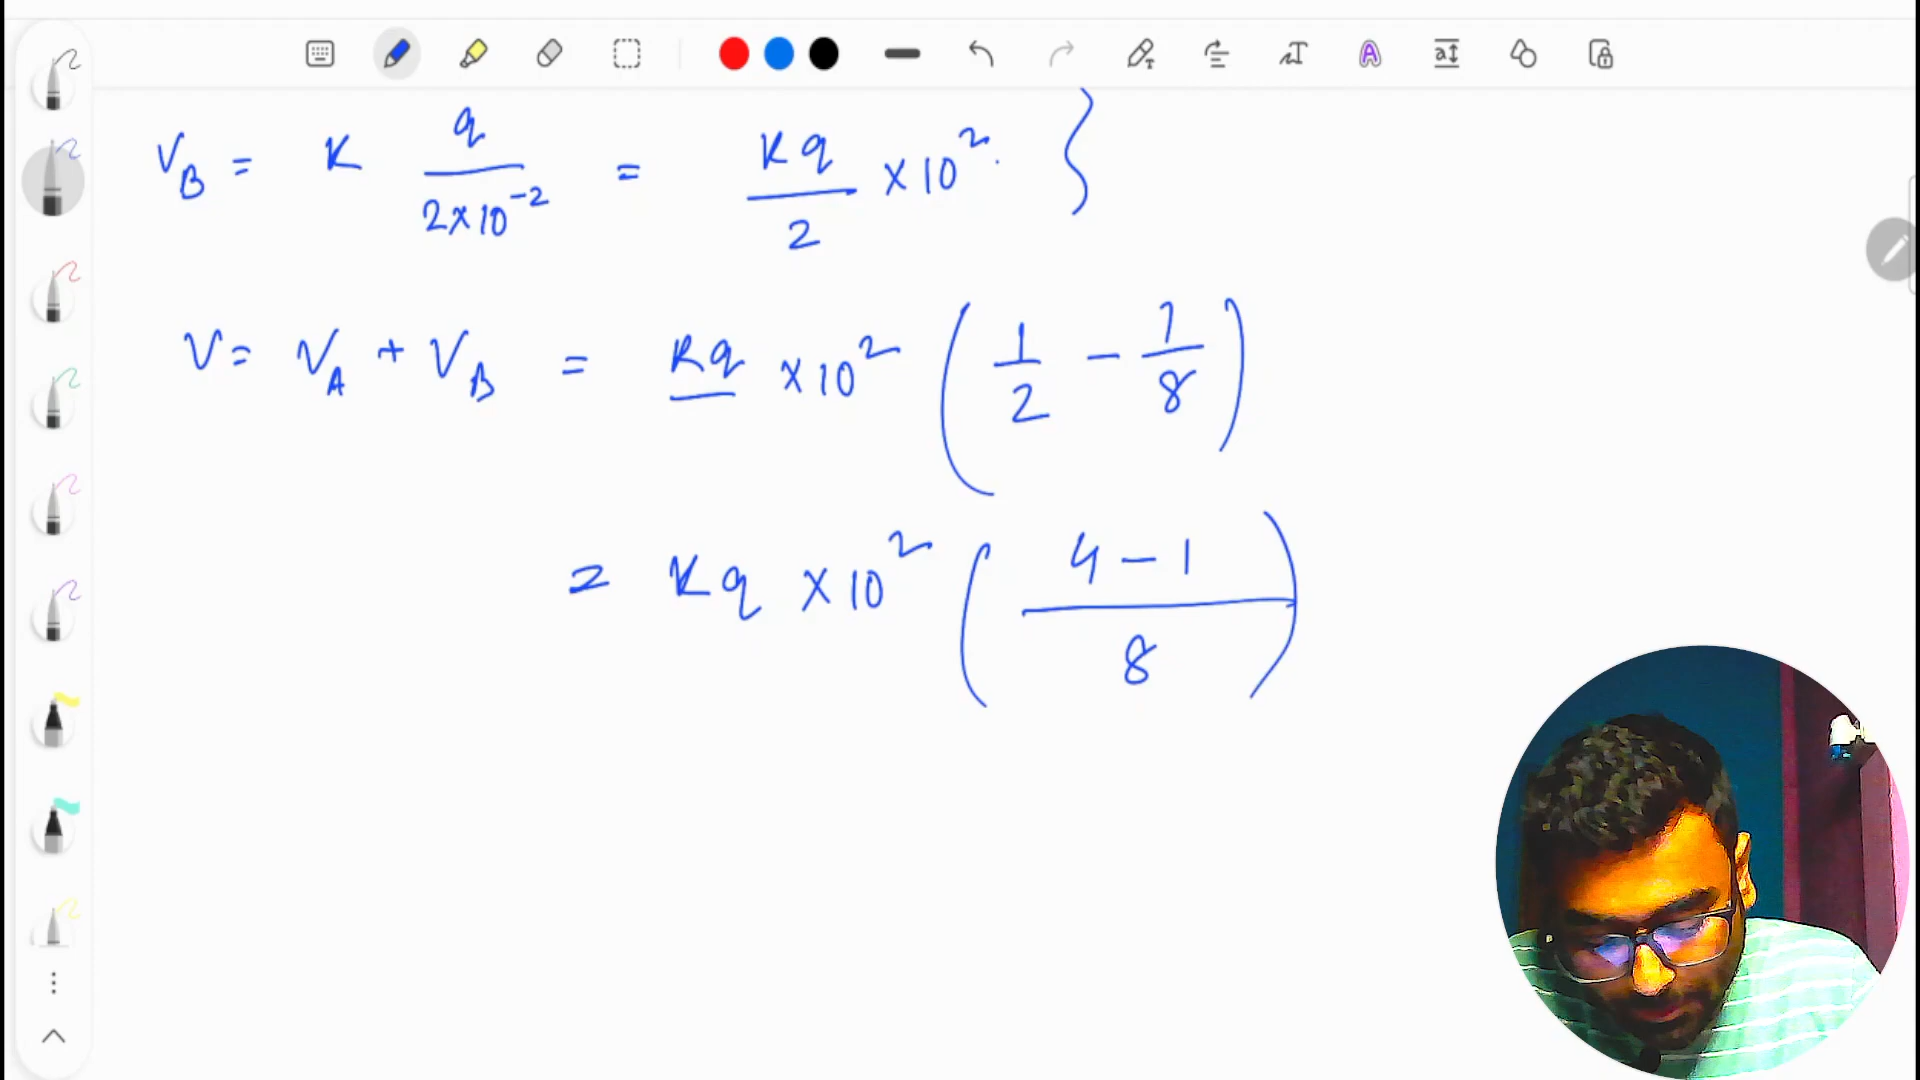 V_B = K q / 2×10^-2 = Kq / 2 ×10^2. }
V = V_A + V_B = Kq ×10^2 ( 1/2 - 1/8 )
= Kq ×10^2 ( 4-1 / 8 )